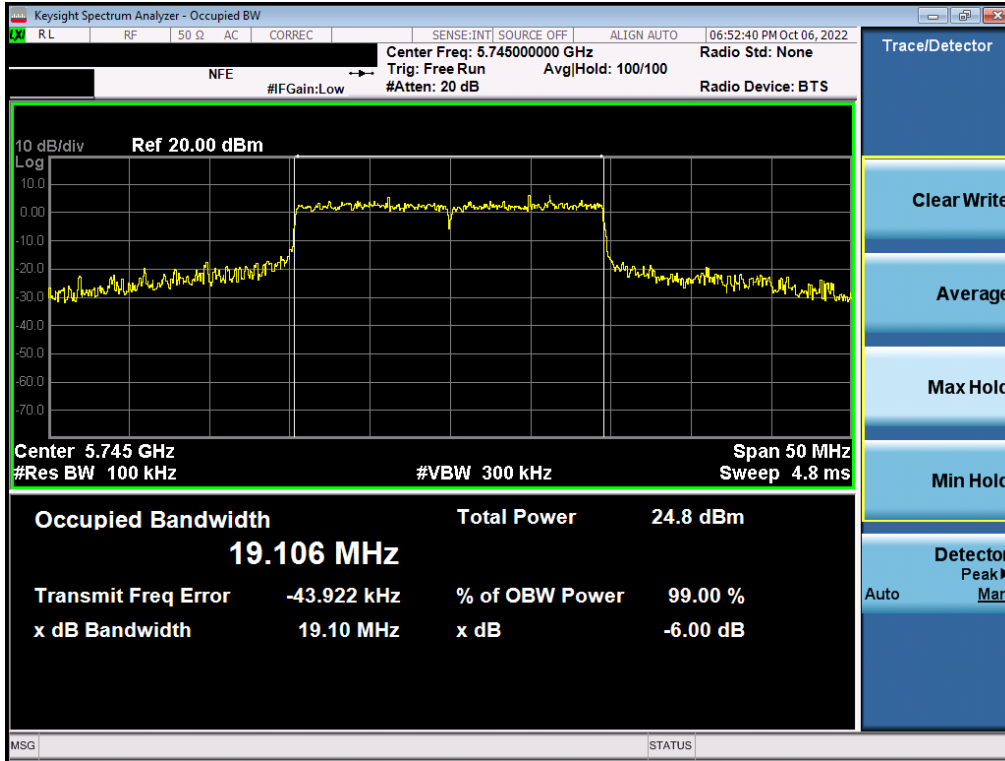 Keysight Spectrum Analyzer - Occupied BW
LXI RL RF 50 Ω AC CORREC SENSE:INT SOURCE OFF ALIGN AUTO 06:52:40 PM Oct 06, 2022
Center Freq: 5.745000000 GHz Radio Std: None
NFE Trig: Free Run Avg|Hold: 100/100
#IFGain:Low #Atten: 20 dB Radio Device: BTS
10 dB/div Ref 20.00 dBm
Log
10.0
0.00
-10.0
-20.0
-30.0
-40.0
-50.0
-60.0
-70.0
Center 5.745 GHz Span 50 MHz
#Res BW 100 kHz #VBW 300 kHz Sweep 4.8 ms
Occupied Bandwidth Total Power 24.8 dBm
19.106 MHz
Transmit Freq Error -43.922 kHz % of OBW Power 99.00 %
x dB Bandwidth 19.10 MHz x dB -6.00 dB
MSG STATUS
Trace/Detector
Clear Write
Average
Max Hold
Min Hold
Detector
Peak
Auto Man